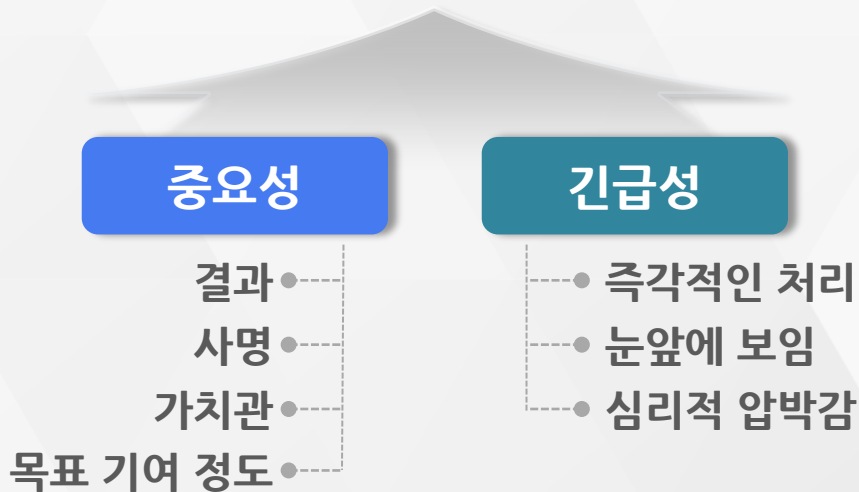 중요성
결과
사명
가치관
목표 기여 정도
긴급성
즉각적인 처리
눈앞에 보임
심리적 압박감